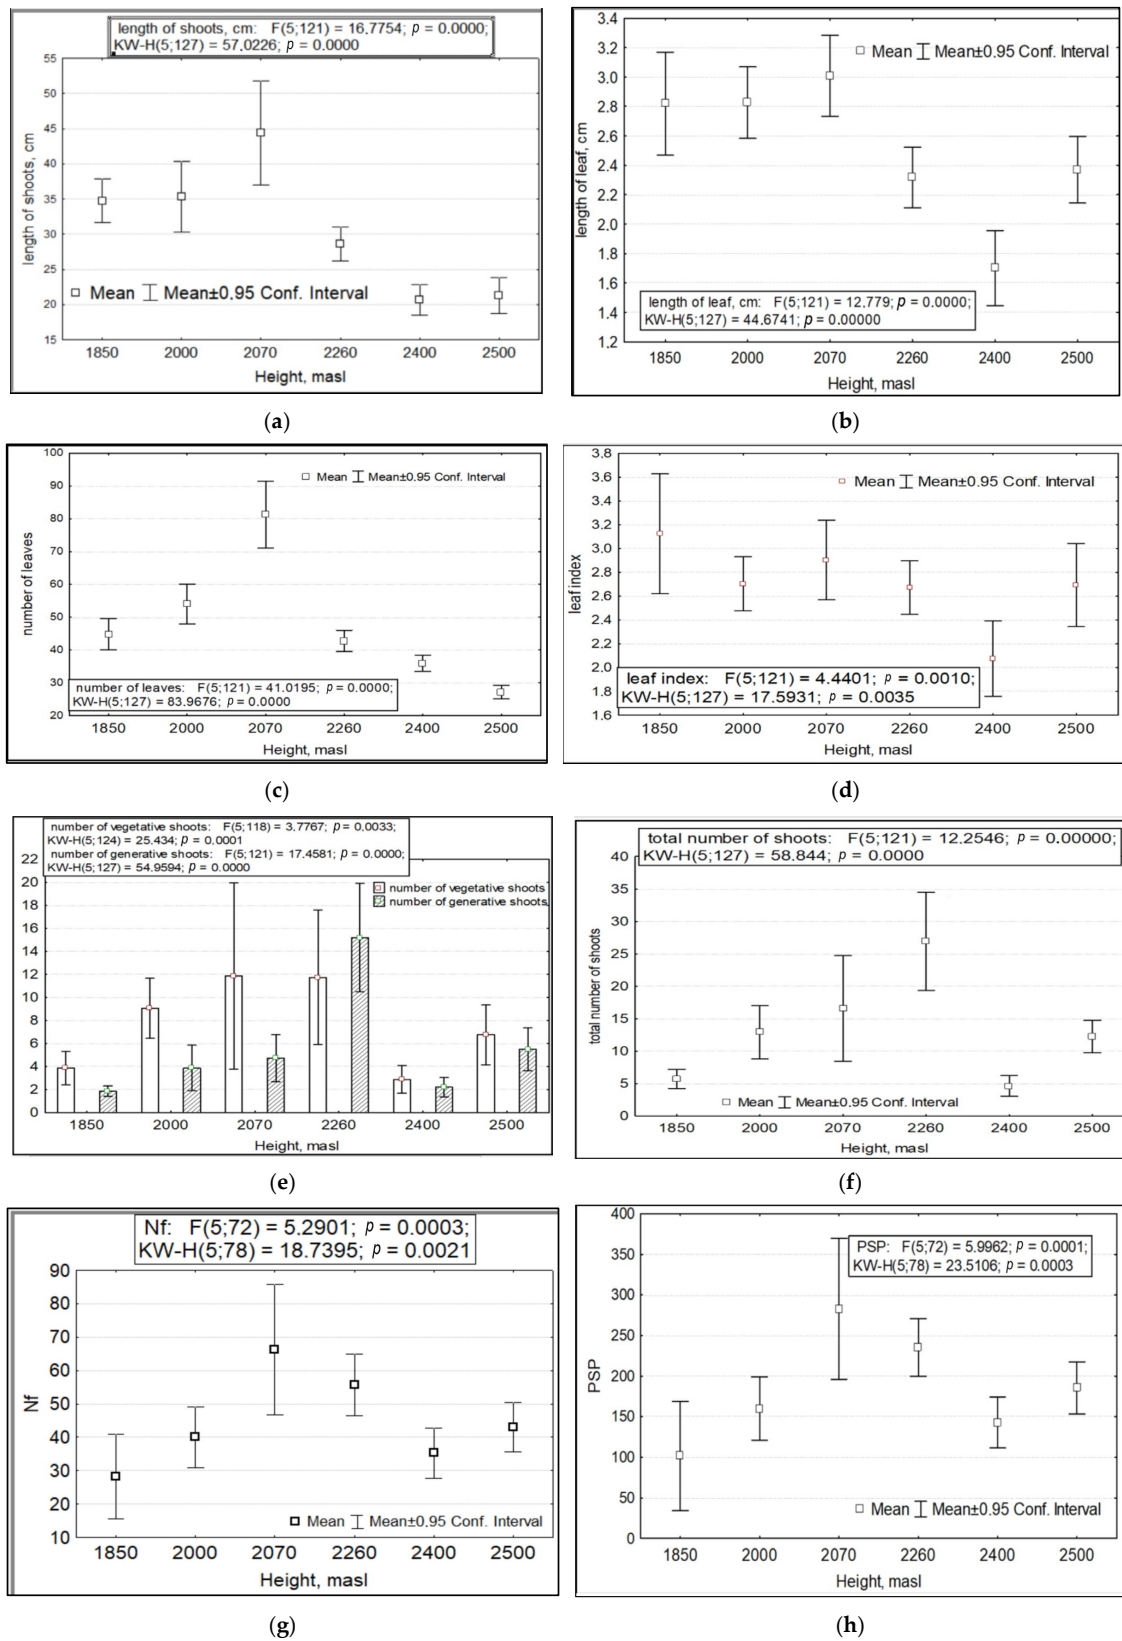 length of shoots, cm: F(5;121) = 16.7754; p = 0.0000;
KW-H(5;127) = 57.0226; p = 0.0000
55
50
45
40
35
30
25
20
15
length of shoots, cm
Mean Mean±0.95 Conf. Interval
1850 2000 2070 2260 2400 2500
Height, masl
(a)
3.4
3.2
3.0
2.8
2.6
2.4
2.2
2.0
1.8
1.6
1.4
1,2
length of leaf, cm
Mean Mean±0.95 Conf. Interval
length of leaf, cm: F(5;121) = 12.779; p = 0.0000;
KW-H(5;127) = 44.6741; p = 0.00000
1850 2000 2070 2260 2400 2500
Height, masl
(b)
100
90
80
70
60
50
40
30
20
number of leaves
Mean Mean±0.95 Conf. Interval
number of leaves: F(5;121) = 41.0195; p = 0.0000;
KW-H(5;127) = 83.9676; p = 0.0000
1850 2000 2070 2260 2400 2500
Height, masl
(c)
3.8
3.6
3.4
3.2
3.0
2.8
2.6
2.4
2.2
2.0
1.8
1.6
leaf index
Mean Mean±0.95 Conf. Interval
leaf index: F(5;121) = 4.4401; p = 0.0010;
KW-H(5;127) = 17.5931; p = 0.0035
1850 2000 2070 2260 2400 2500
Height, masl
(d)
number of vegetative shoots: F(5;118) = 3.7767; p = 0.0033;
KW-H(5;124) = 25.434; p = 0.0001
number of generative shoots: F(5;121) = 17.4581; p = 0.0000;
KW-H(5;127) = 54.9594; p = 0.0000
22
20
18
16
14
12
10
8
6
4
2
0
number of vegetative shoots
number of generative shoots
1850 2000 2070 2260 2400 2500
Height, masl
(e)
total number of shoots: F(5;121) = 12.2546; p = 0.00000;
KW-H(5;127) = 58.844; p = 0.0000
40
35
30
25
20
15
10
5
0
total number of shoots
Mean Mean±0.95 Conf. Interval
1850 2000 2070 2260 2400 2500
Height, masl
(f)
Nf: F(5;72) = 5.2901; p = 0.0003;
KW-H(5;78) = 18.7395; p = 0.0021
90
80
70
60
50
40
30
20
10
Nf
Mean Mean±0.95 Conf. Interval
1850 2000 2070 2260 2400 2500
Height, masl
(g)
400
350
300
250
200
150
100
50
0
PSP
PSP: F(5;72) = 5.9962; p = 0.0001;
KW-H(5;78) = 23.5106; p = 0.0003
Mean Mean±0.95 Conf. Interval
1850 2000 2070 2260 2400 2500
Height, masl
(h)